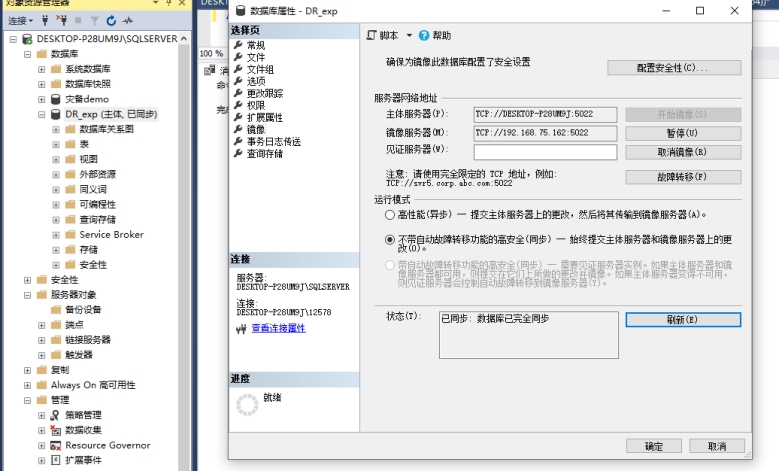 对象资源管理器
连接
DESKTOP-P28UM9J\SQLSERVER
数据库
系统数据库
数据库快照
灾备demo
DR_exp (主体, 已同步)
数据库关系图
表
视图
外部资源
同义词
可编程性
查询存储
Service Broker
存储
安全性
安全性
服务器对象
备份设备
端点
链接服务器
触发器
复制
Always On 高可用性
管理
策略管理
数据收集
Resource Governor
扩展事件
100 %
数据库属性 - DR_exp
选择页
常规
文件
文件组
选项
更改跟踪
权限
扩展属性
镜像
事务日志传送
查询存储
连接
服务器:
DESKTOP-P28UM9J\SQLSERVER
连接:
DESKTOP-P28UM9J\12578
查看连接属性
进度
就绪
脚本 帮助
确保为镜像此数据库配置了安全设置 配置安全性(C)...
服务器网络地址
主体服务器(P): TCP://DESKTOP-P28UM9J:5022 开始镜像(S)
镜像服务器(M): TCP://192.168.75.162:5022 暂停(U)
见证服务器(W): 取消镜像(R)
注意: 请使用完全限定的 TCP 地址，例如: 故障转移(F)
TCP://svr5.corp.abc.com:5022
运行模式
高性能(异步) — 提交主体服务器上的更改，然后将其传输到镜像服务器(A)。
不带自动故障转移功能的高安全(同步) — 始终提交主体服务器和镜像服务器上的更
改(O)。
带自动故障转移功能的高安全(同步) — 需要见证服务器实例。如果主体服务器和镜
像服务器都可用，则提交在它们上所做的更改并镜像。如果主体服务器变得不可用，
则见证服务器会控制自动故障转移到镜像服务器(Y)。
状态(T): 已同步: 数据库已完全同步 刷新(E)
确定 取消